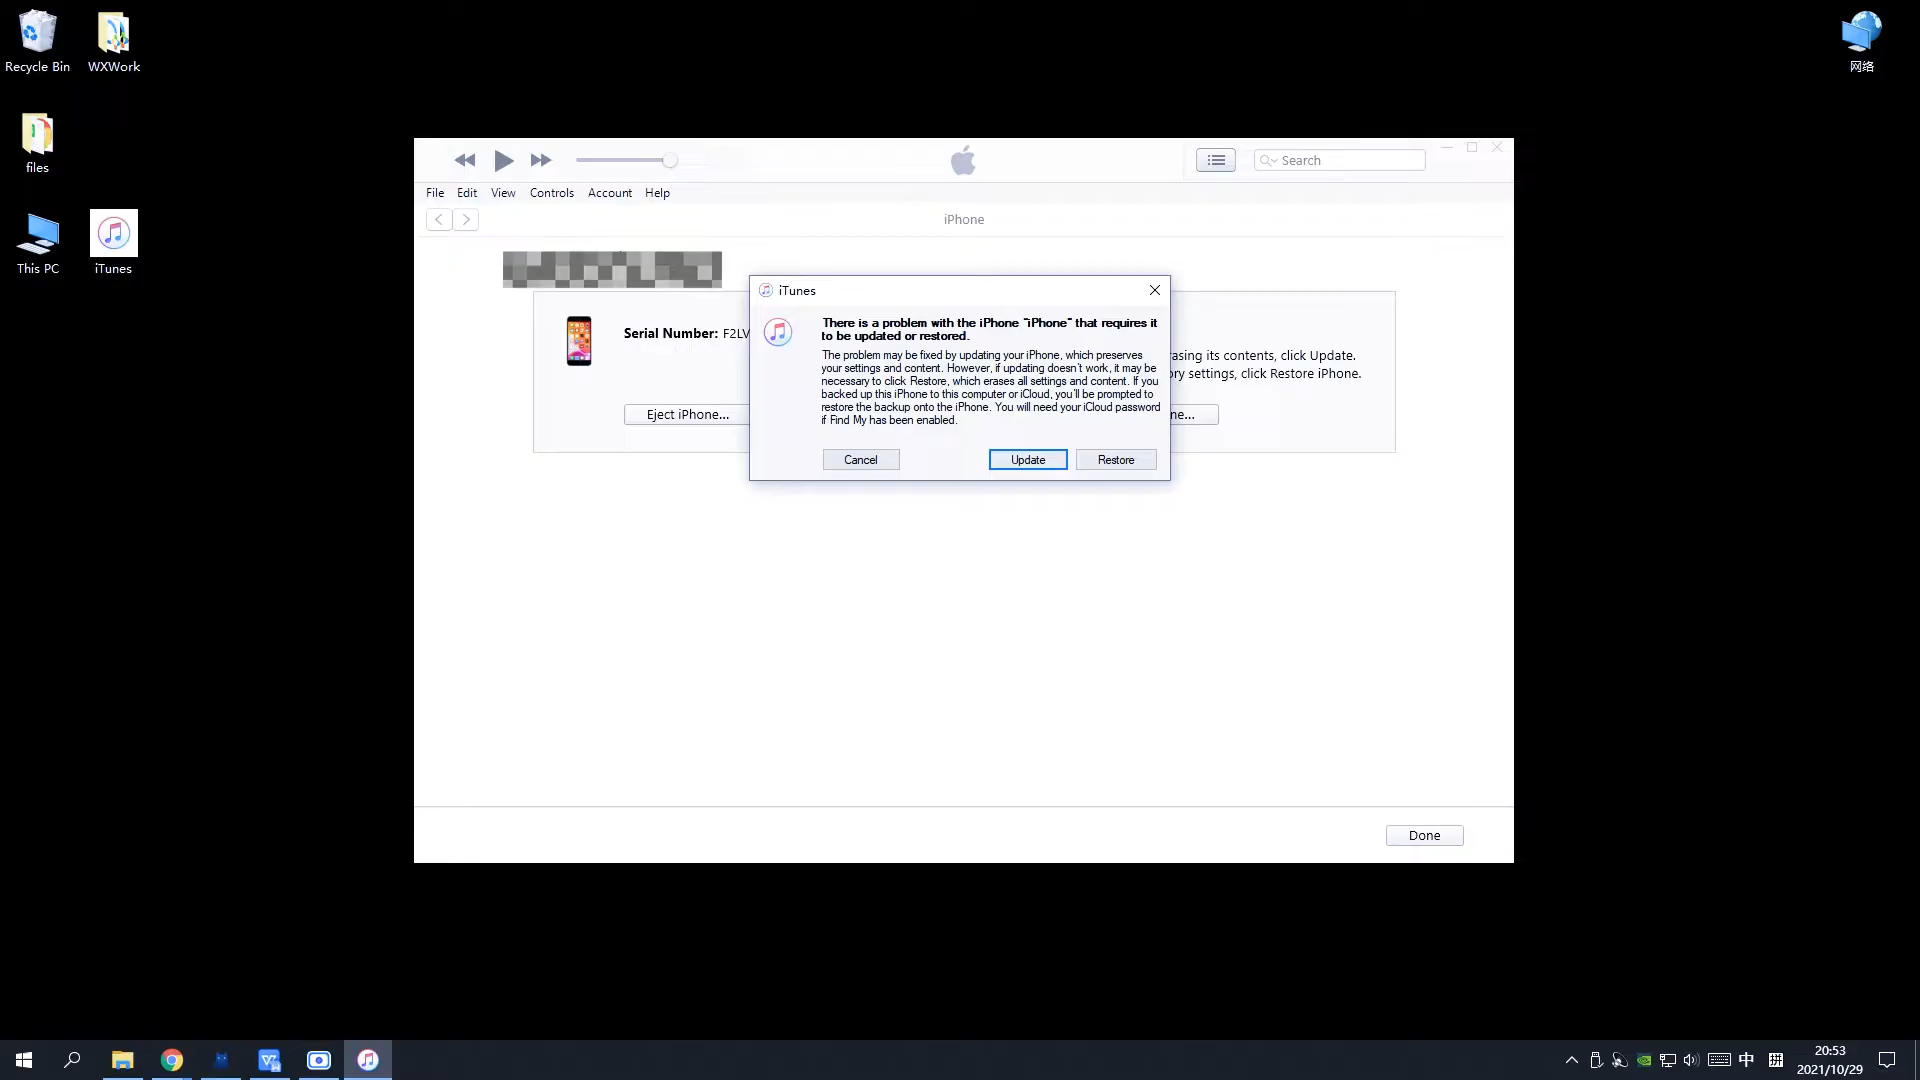 Recycle Bin
WXWork
网络
files
This PC
iTunes
Search
File Edit View Controls Account Help
iPhone
iTunes
There is a problem with the iPhone "iPhone" that requires it
to be updated or restored.
The problem may be fixed by updating your iPhone, which preserves
your settings and content. However, if updating doesn't work, it may be
necessary to click Restore, which erases all settings and content. If you
backed up this iPhone to this computer or iCloud, you'll be prompted to
restore the backup onto the iPhone. You will need your iCloud password
if Find My has been enabled.
Cancel
Update
Restore
Serial Number: F2LV
asing its contents, click Update.
ory settings, click Restore iPhone.
Eject iPhone...
ne...
Done
中
拼
20:53
2021/10/29